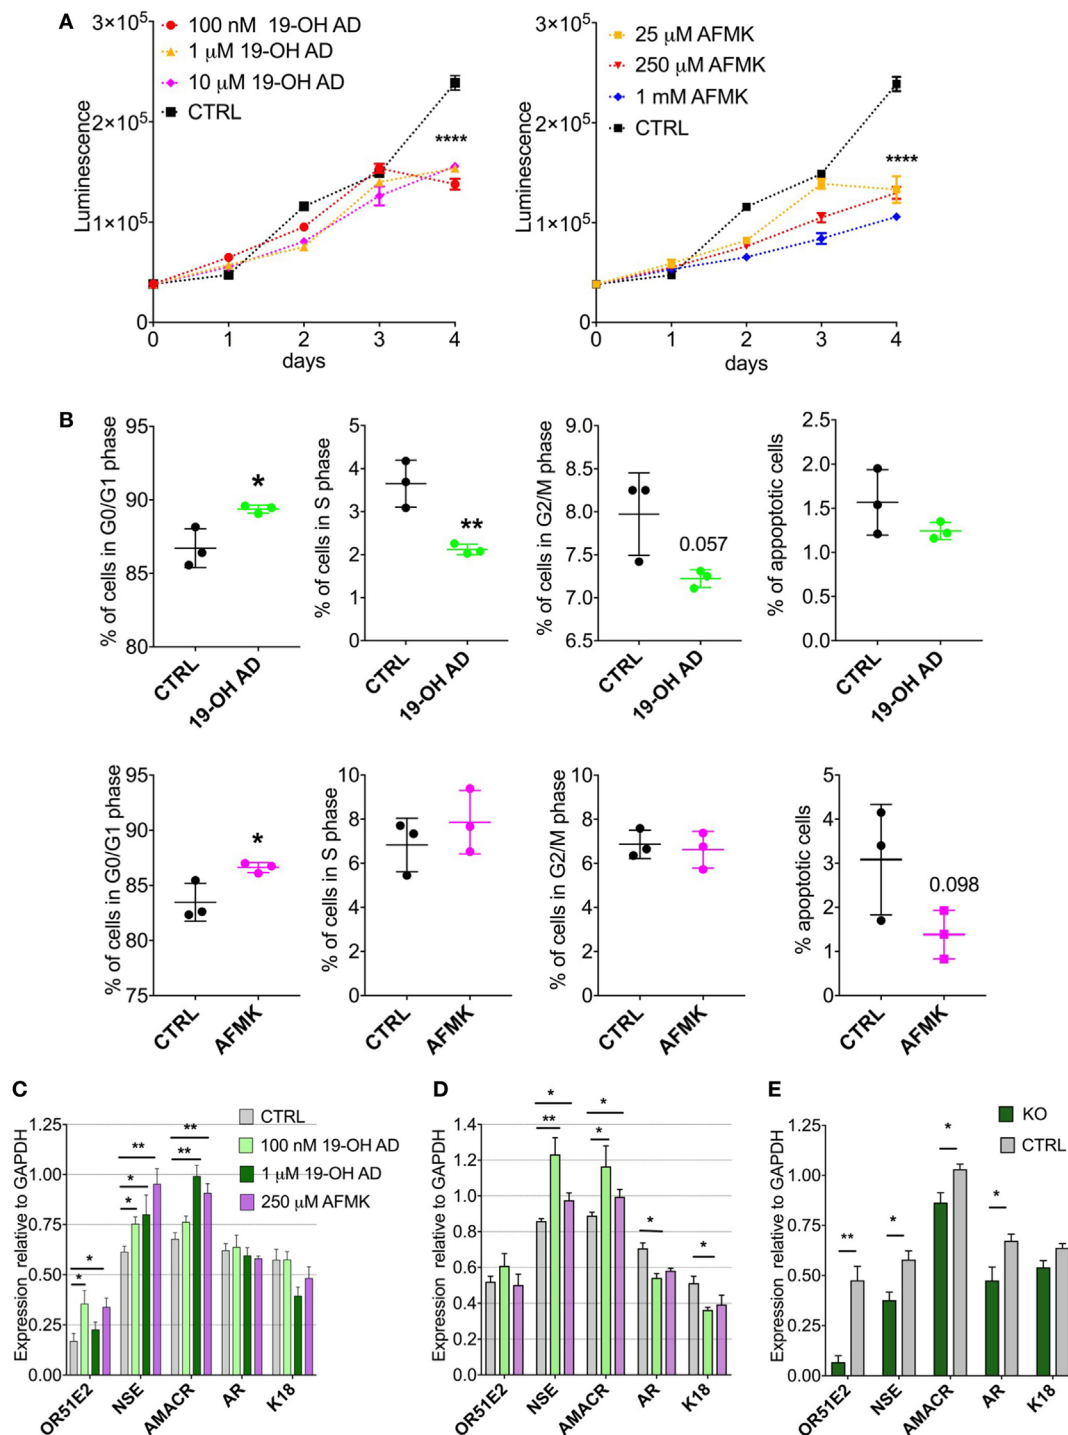 A
3×10⁵
2×10⁵
1×10⁵
0
Luminescence
100 nM 19-OH AD
1 μM 19-OH AD
10 μM 19-OH AD
CTRL
****
0 1 2 3 4
days
3×10⁵
2×10⁵
1×10⁵
0
Luminescence
25 μM AFMK
250 μM AFMK
1 mM AFMK
CTRL
****
0 1 2 3 4
days
B
% of cells in G0/G1 phase
95
90
85
80
*
CTRL
19-OH AD
% of cells in S phase
5
4
3
2
1
0
**
CTRL
19-OH AD
% of cells in G2/M phase
9.0
8.5
8.0
7.5
7.0
6.5
0.057
CTRL
19-OH AD
% of appoptotic cells
2.5
2.0
1.5
1.0
0.5
0.0
CTRL
19-OH AD
% of cells in G0/G1 phase
95
90
85
80
75
*
CTRL
AFMK
% of cells in S phase
10
8
6
4
2
0
CTRL
AFMK
% of cells in G2/M phase
10
8
6
4
2
0
CTRL
AFMK
% apoptotic cells
5
4
3
2
1
0
0.098
CTRL
AFMK
C
Expression relative to GAPDH
1.25
1.00
0.75
0.50
0.25
0.00
CTRL
100 nM 19-OH AD
1 μM 19-OH AD
250 μM AFMK
*
*
**
*
*
**
**
OR51E2
NSE
AMACR
AR
K18
D
Expression relative to GAPDH
1.4
1.2
1.0
0.8
0.6
0.4
0.2
0.0
*
**
*
*
*
*
OR51E2
NSE
AMACR
AR
K18
E
Expression relative to GAPDH
1.25
1.00
0.75
0.50
0.25
0.00
KO
CTRL
**
*
*
*
OR51E2
NSE
AMACR
AR
K18